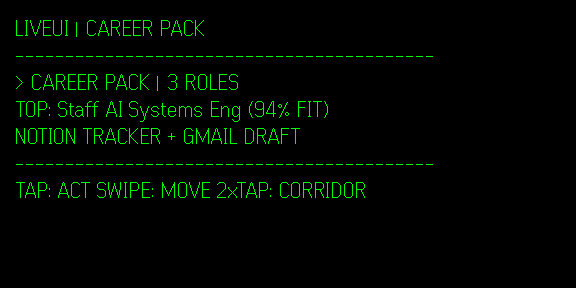 LIVEUI | CAREER PACK
------------------------------------------
> CAREER PACK | 3 ROLES
TOP: Staff AI Systems Eng (94% FIT)
NOTION TRACKER + GMAIL DRAFT
------------------------------------------
TAP: ACT SWIPE: MOVE 2xTAP: CORRIDOR